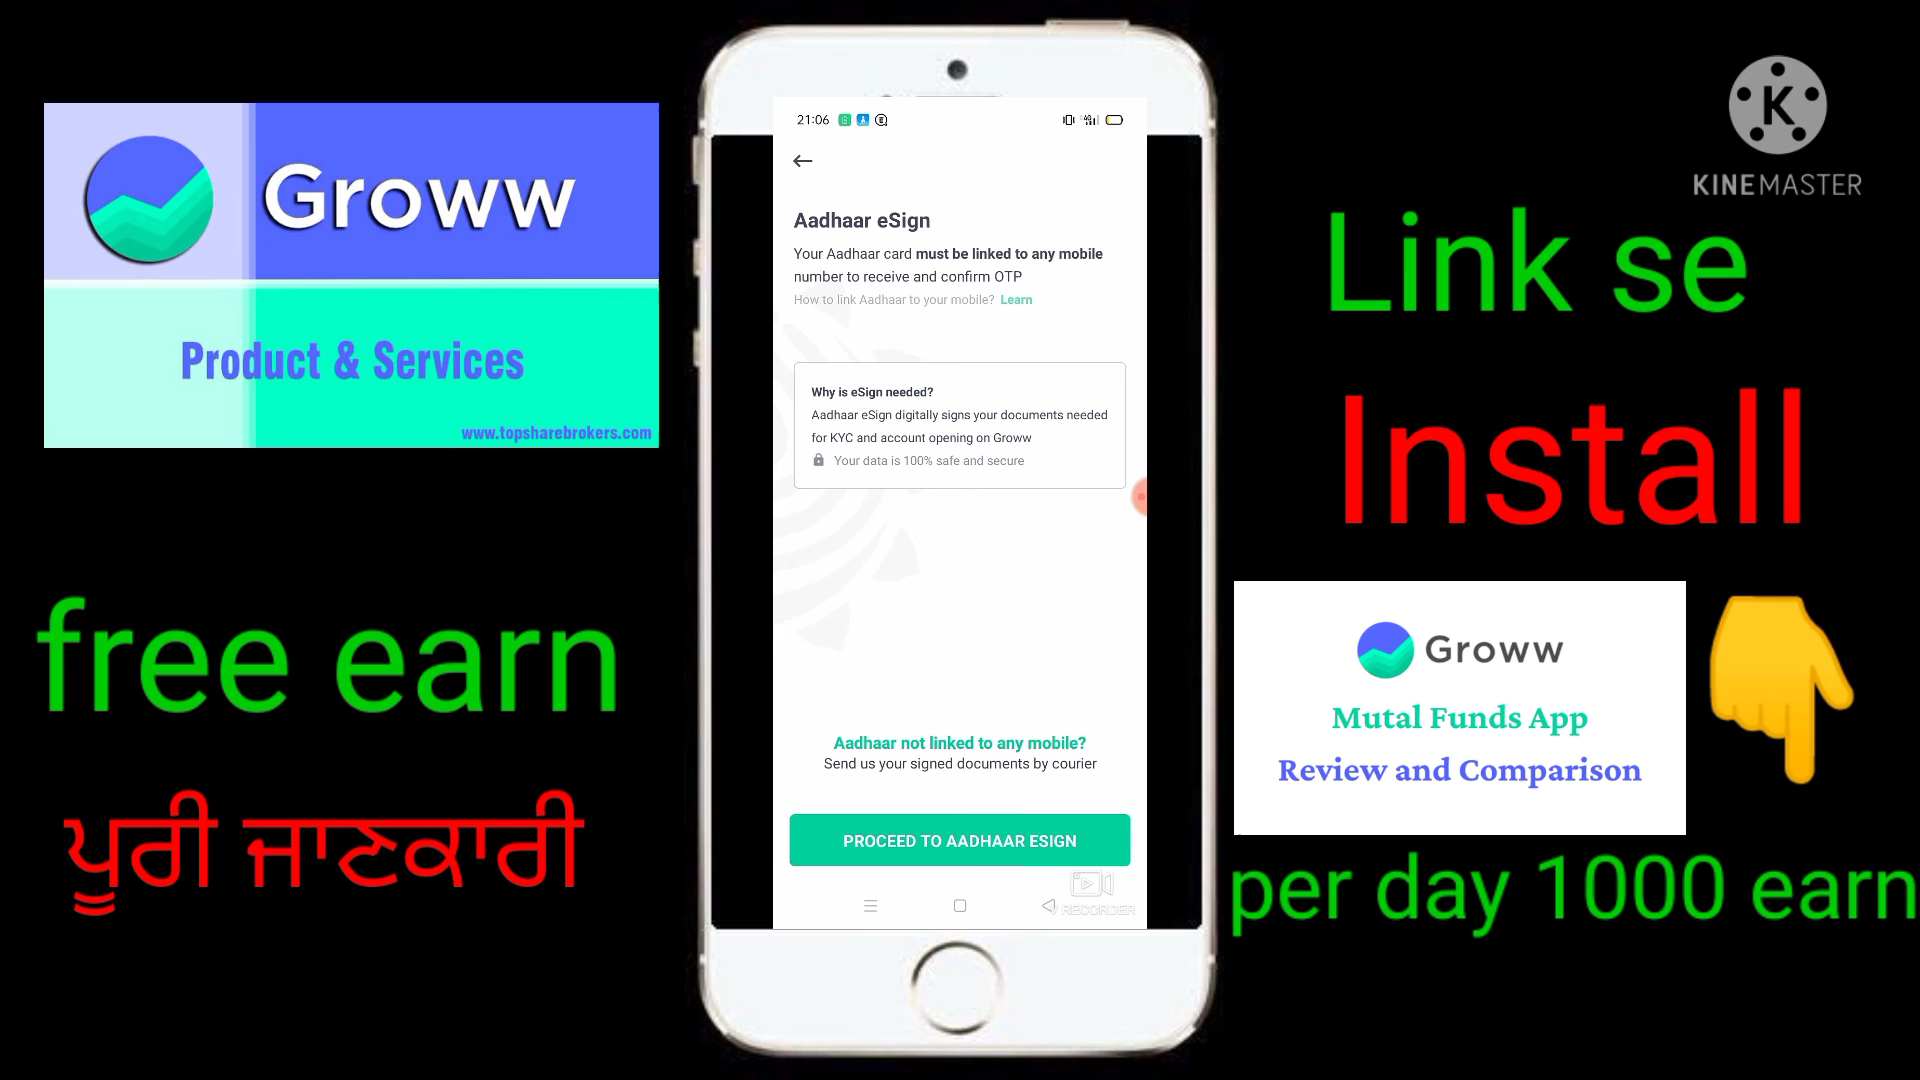 Groww
Product & Services
www.topsharebrokers.com
free earn
ਪੂਰੀ ਜਾਣਕਾਰੀ
21:06
Aadhaar eSign
Your Aadhaar card must be linked to any mobile
number to receive and confirm OTP
How to link Aadhaar to your mobile? Learn
Why is eSign needed?
Aadhaar eSign digitally signs your documents needed
for KYC and account opening on Groww
Your data is 100% safe and secure
Aadhaar not linked to any mobile?
Send us your signed documents by courier
PROCEED TO AADHAAR ESIGN
RECORDER
K
KINEMASTER
Link se
Install
Groww
Mutal Funds App
Review and Comparison
per day 1000 earn